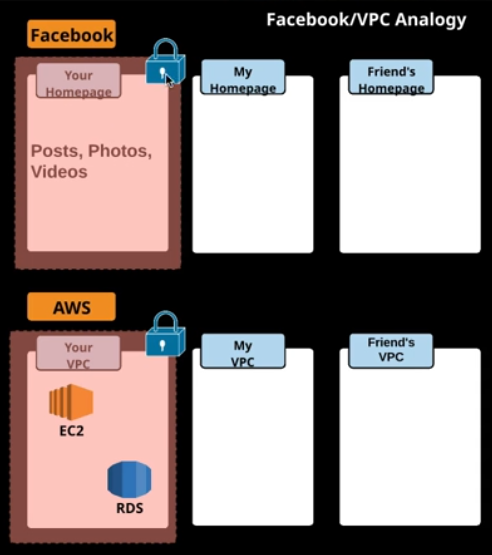 Facebook/VPC Analogy
Facebook
Your
Homepage
My
Homepage
Friend's
Homepage
Posts, Photos,
Videos
AWS
Your
VPC
My
VPC
Friend's
VPC
EC2
RDS